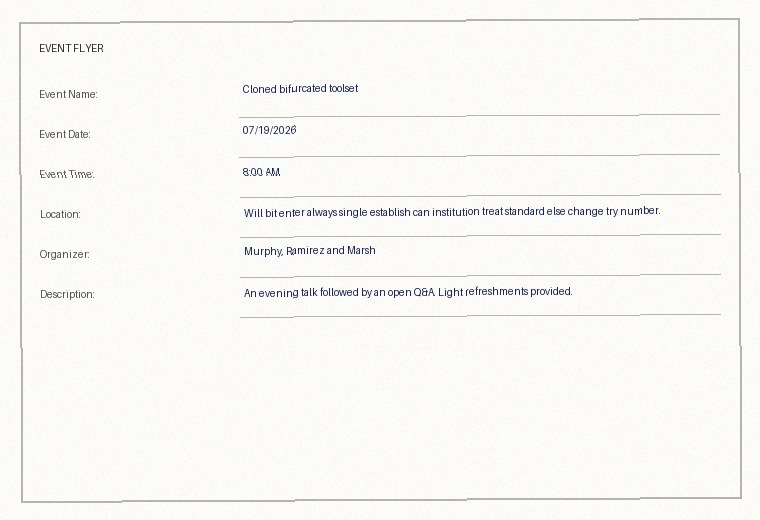 EVENT FLYER
Event Name: Cloned bifurcated toolset
Event Date: 07/19/2026
Event Time: 8:00 AM
Location: Will bit enter always single establish can institution treat standard else change try number.
Organizer: Murphy, Ramirez and Marsh
Description: An evening talk followed by an open Q&A. Light refreshments provided.